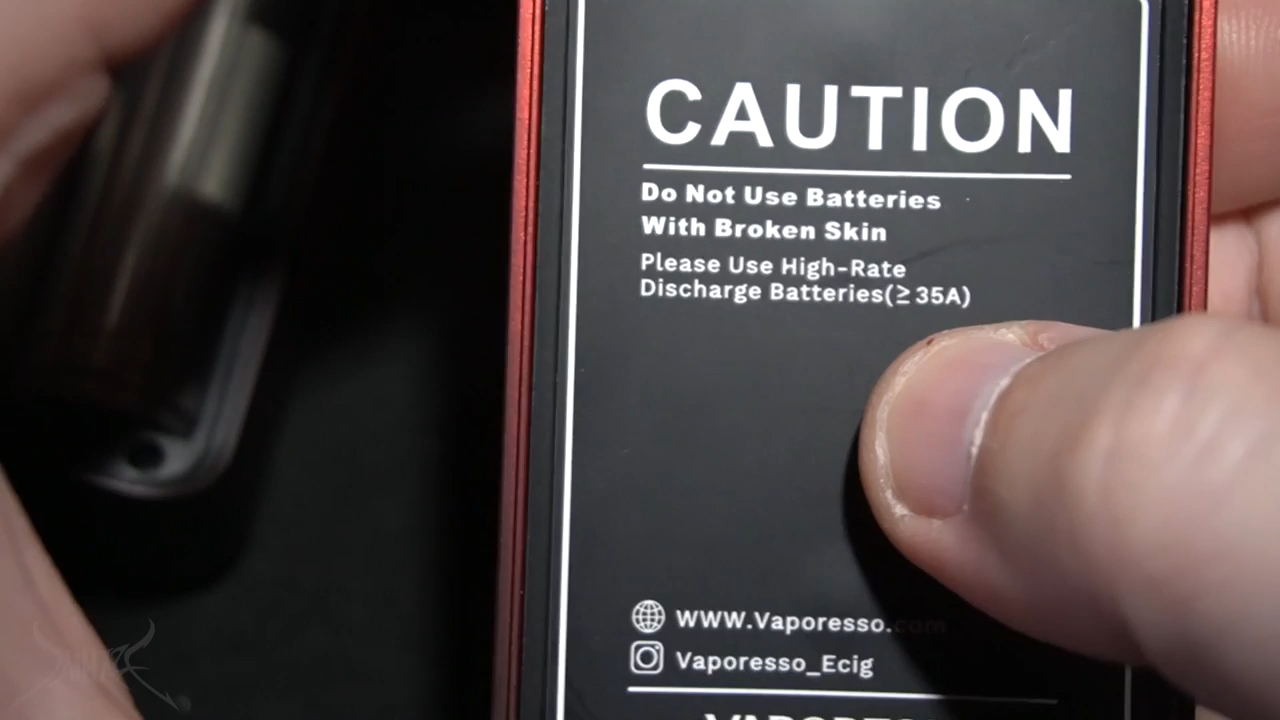 CAUTION
Do Not Use Batteries
With Broken Skin
Please Use High-Rate
Discharge Batteries(≥35A)
WWW.Vaporesso.com
Vaporesso_Ecig